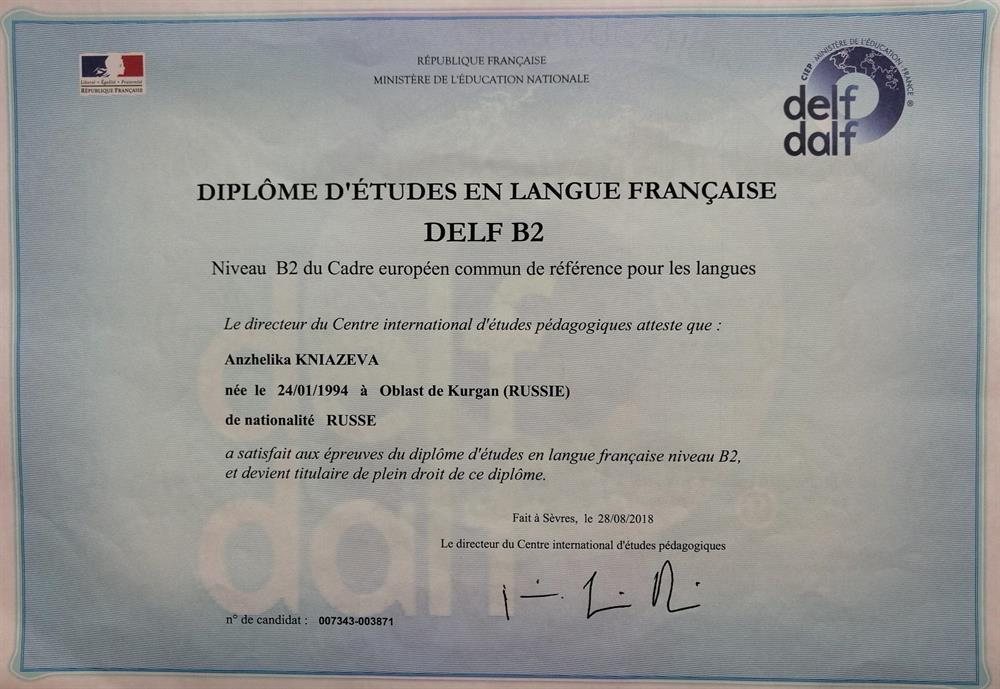 Liberté • Égalité • Fraternité
RÉPUBLIQUE FRANÇAISE
RÉPUBLIQUE FRANÇAISE
MINISTÈRE DE L'ÉDUCATION NATIONALE
CIEP MINISTÈRE DE L'ÉDUCATION / FRANCE ®
delf
dalf
DIPLÔME D'ÉTUDES EN LANGUE FRANÇAISE
DELF B2
Niveau B2 du Cadre européen commun de référence pour les langues
Le directeur du Centre international d'études pédagogiques atteste que :
Anzhelika KNIAZEVA
née le 24/01/1994 à Oblast de Kurgan (RUSSIE)
de nationalité RUSSE
a satisfait aux épreuves du diplôme d'études en langue française niveau B2,
et devient titulaire de plein droit de ce diplôme.
Fait à Sèvres, le 28/08/2018
Le directeur du Centre international d'études pédagogiques
n° de candidat : 007343-003871
delf
dalf